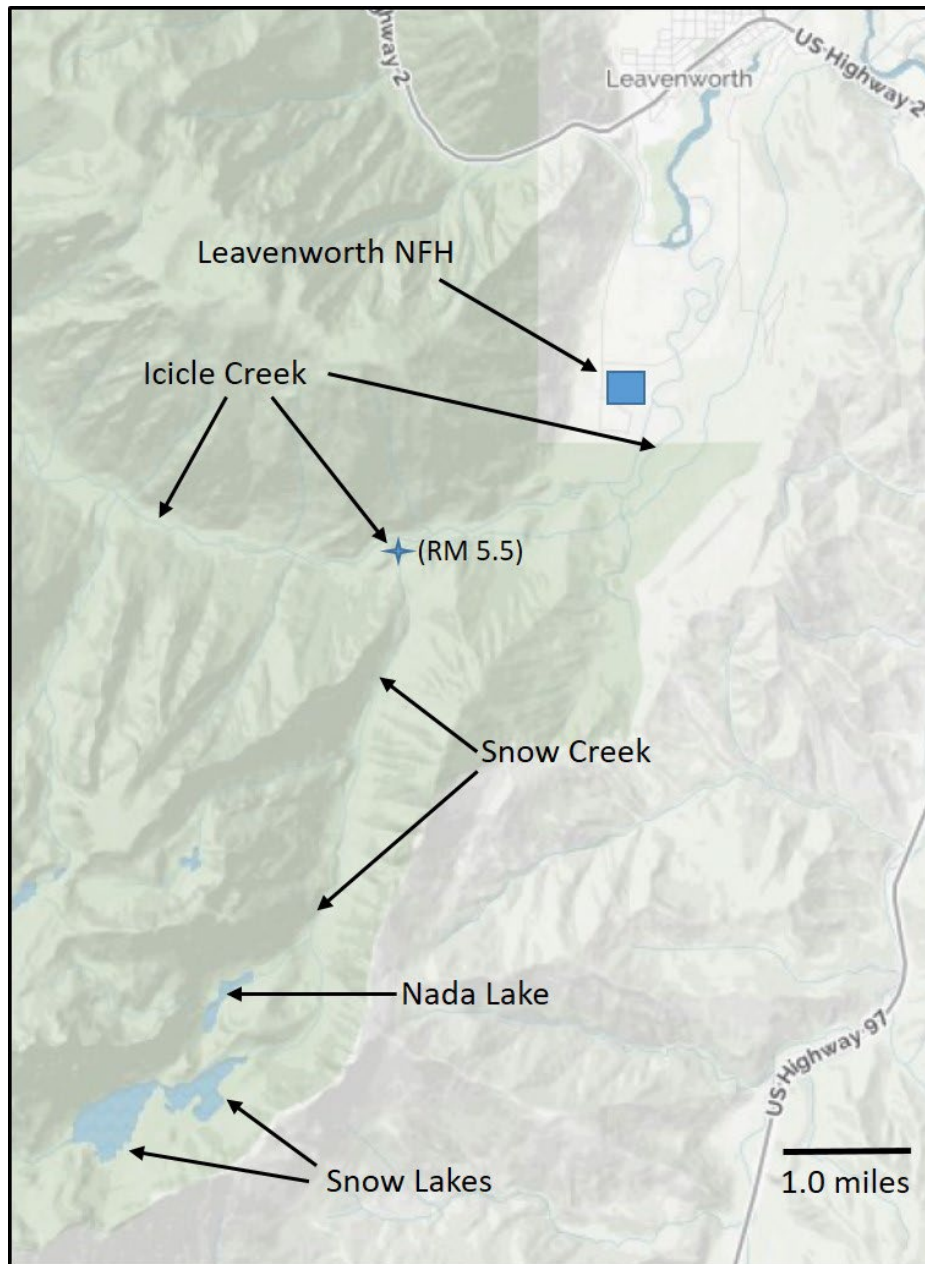 ghway 2
US Highway 2
Leavenworth
Leavenworth NFH
Icicle Creek
(RM 5.5)
Snow Creek
Nada Lake
US Highway 97
1.0 miles
Snow Lakes